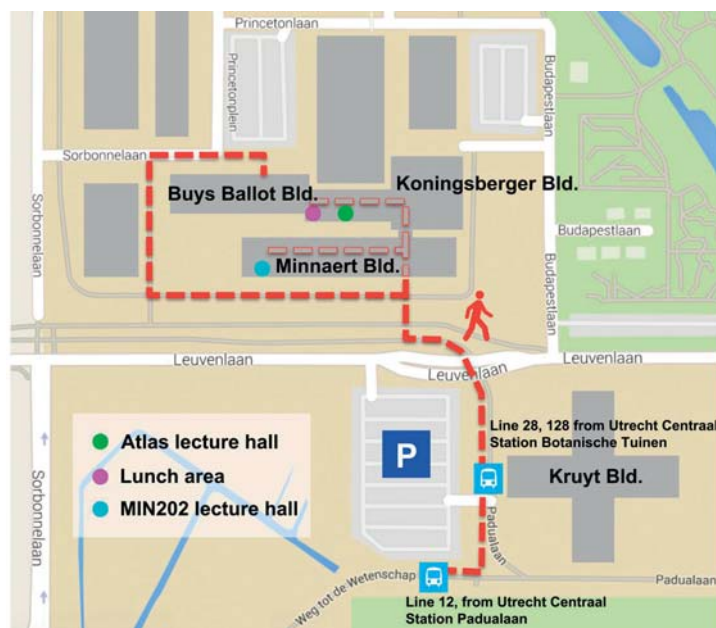 Princetonlaan
Princetonplein
Budapestlaan
Sorbonnelaan
Buys Ballot Bld.
Koningsberger Bld.
Sorbonnelaan
Budapestlaan
Minnaert Bld.
Budapestlaan
Leuvenlaan
Leuvenlaan
Leuvenlaan
Atlas lecture hall
Lunch area
MIN202 lecture hall
P
Line 28, 128 from Utrecht Centraal
Station Botanische Tuinen
Kruyt Bld.
Sorbonnelaan
Padualaan
Weg tot de Wetenschap
Padualaan
Line 12, from Utrecht Centraal
Station Padualaan